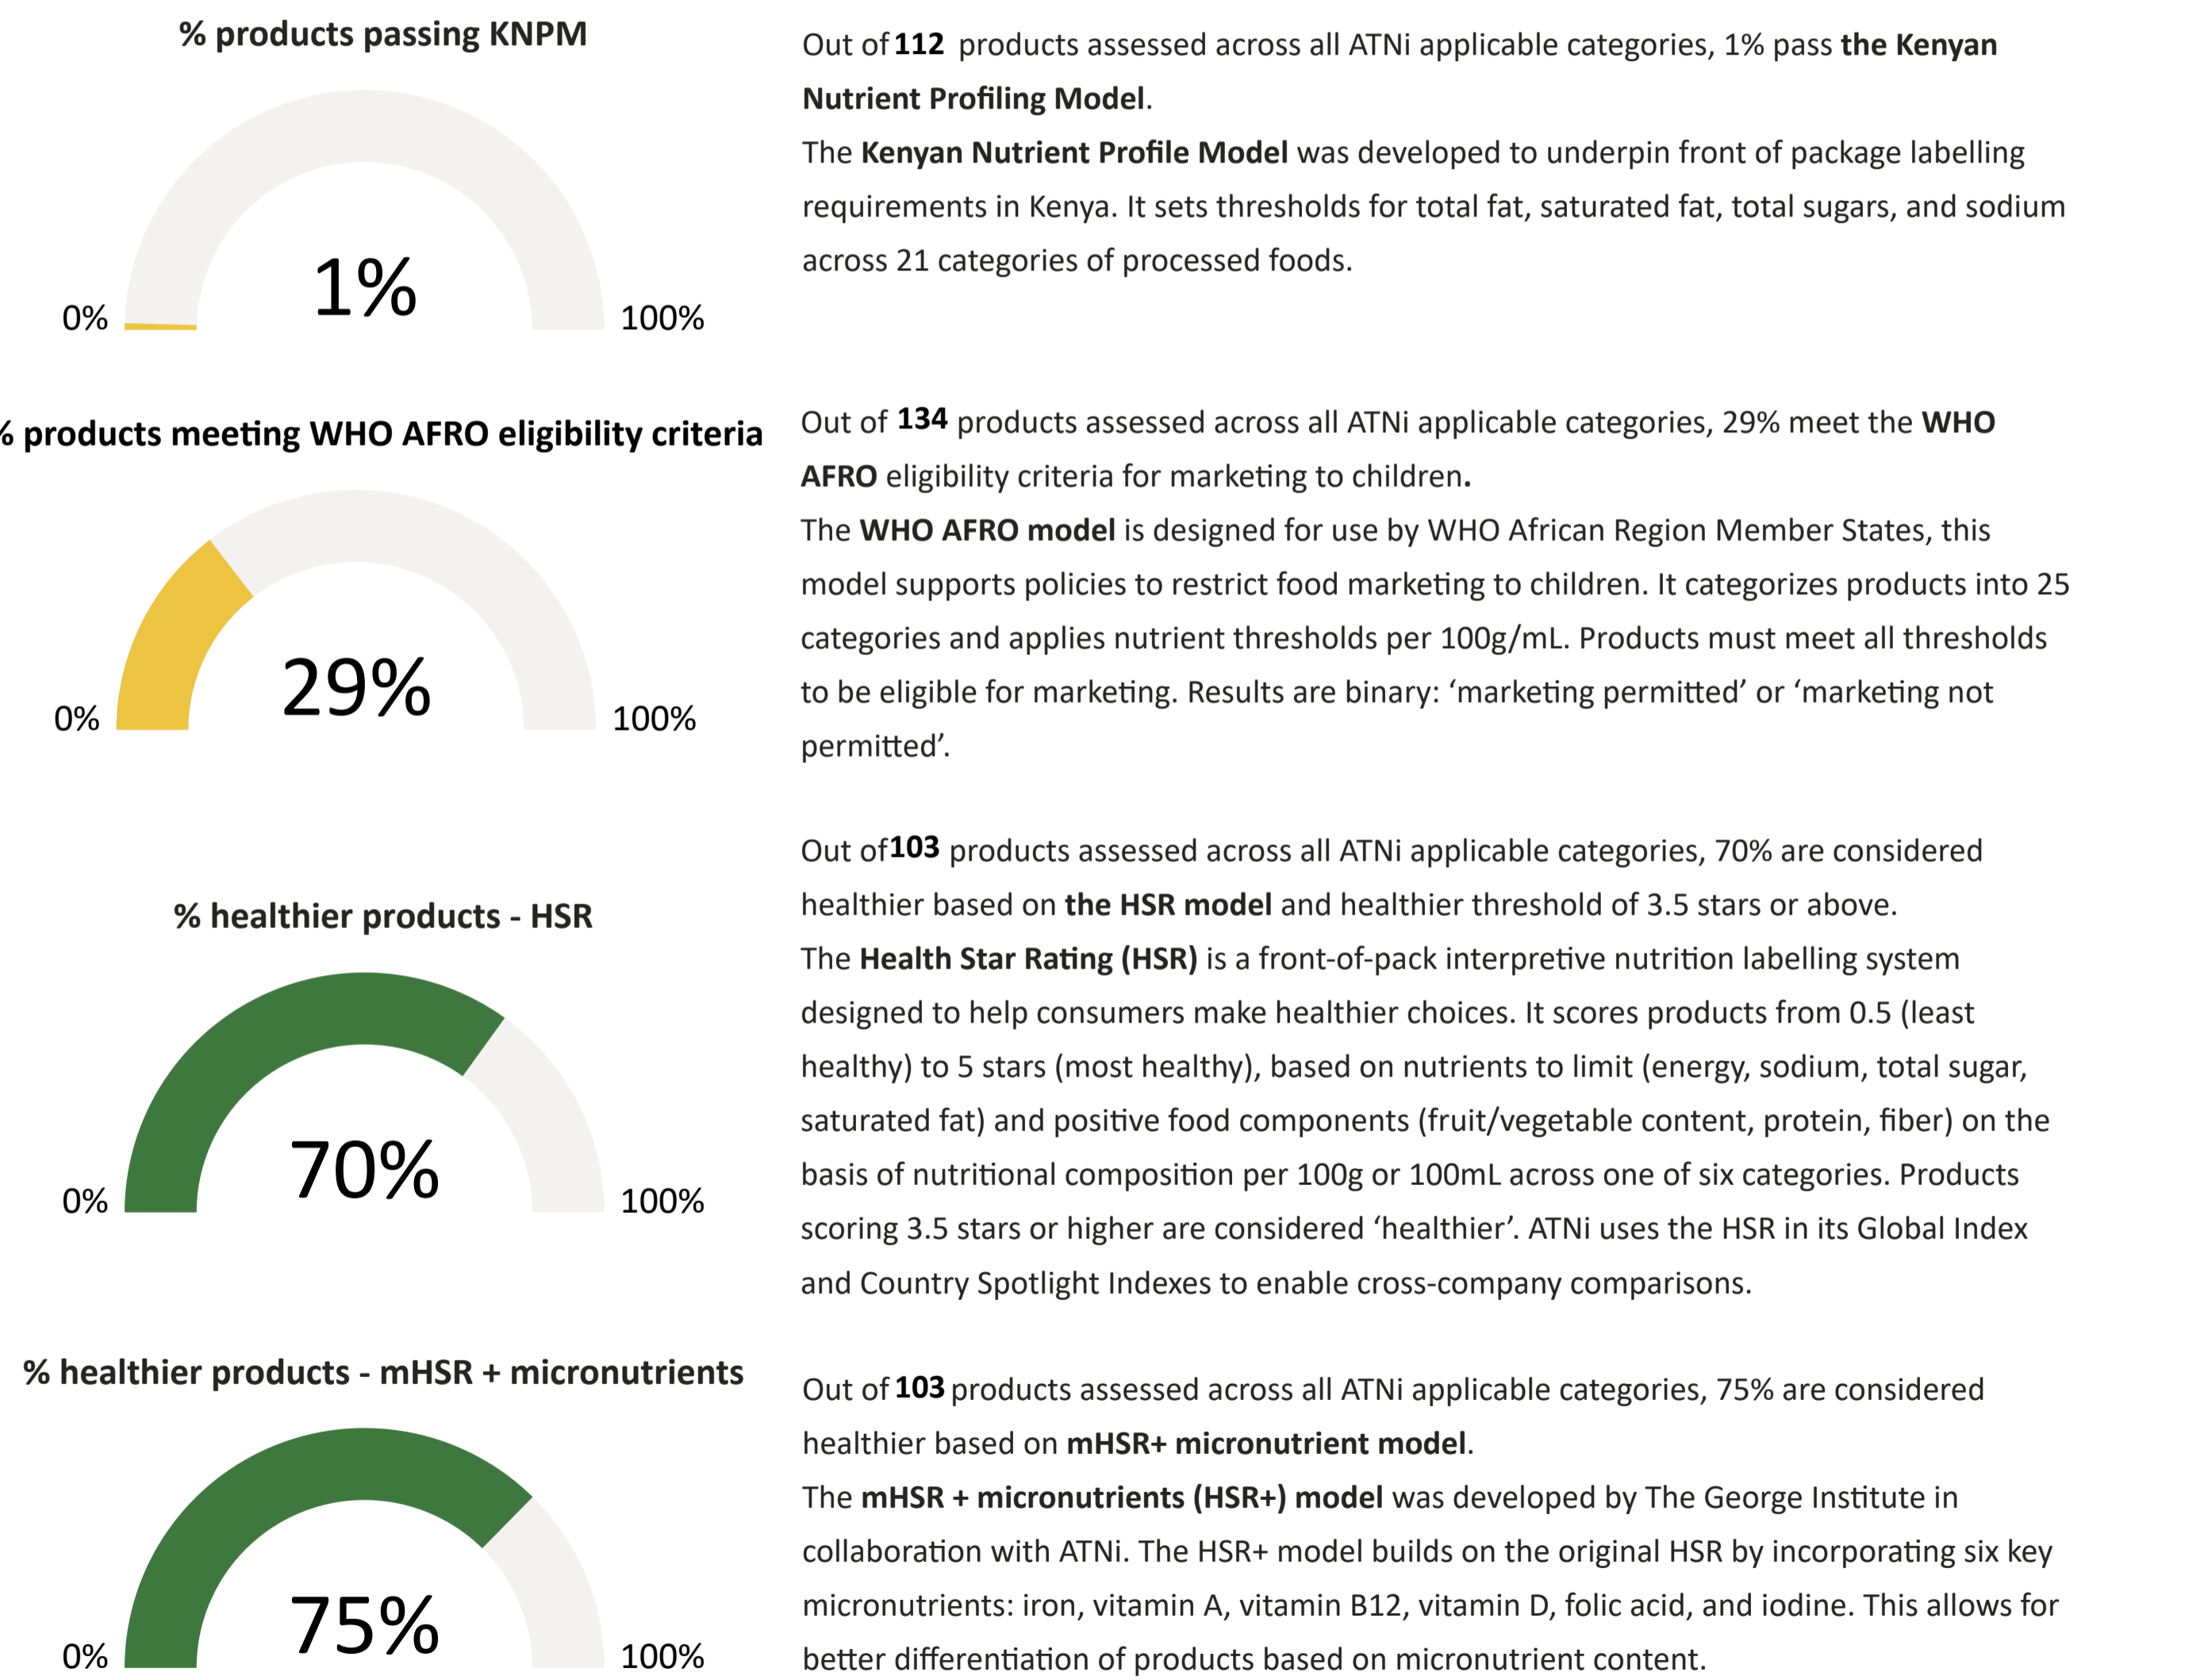 % products passing KNPM
1%
0%
100%
Out of 112 products assessed across all ATNi applicable categories, 1% pass the Kenyan
Nutrient Profiling Model.
The Kenyan Nutrient Profile Model was developed to underpin front of package labelling
requirements in Kenya. It sets thresholds for total fat, saturated fat, total sugars, and sodium
across 21 categories of processed foods.
% products meeting WHO AFRO eligibility criteria
29%
0%
100%
Out of 134 products assessed across all ATNi applicable categories, 29% meet the WHO
AFRO eligibility criteria for marketing to children.
The WHO AFRO model is designed for use by WHO African Region Member States, this
model supports policies to restrict food marketing to children. It categorizes products into 25
categories and applies nutrient thresholds per 100g/mL. Products must meet all thresholds
to be eligible for marketing. Results are binary: ‘marketing permitted’ or ‘marketing not
permitted’.
% healthier products - HSR
70%
0%
100%
Out of 103 products assessed across all ATNi applicable categories, 70% are considered
healthier based on the HSR model and healthier threshold of 3.5 stars or above.
The Health Star Rating (HSR) is a front-of-pack interpretive nutrition labelling system
designed to help consumers make healthier choices. It scores products from 0.5 (least
healthy) to 5 stars (most healthy), based on nutrients to limit (energy, sodium, total sugar,
saturated fat) and positive food components (fruit/vegetable content, protein, fiber) on the
basis of nutritional composition per 100g or 100mL across one of six categories. Products
scoring 3.5 stars or higher are considered ‘healthier’. ATNi uses the HSR in its Global Index
and Country Spotlight Indexes to enable cross-company comparisons.
% healthier products - mHSR + micronutrients
75%
0%
100%
Out of 103 products assessed across all ATNi applicable categories, 75% are considered
healthier based on mHSR+ micronutrient model.
The mHSR + micronutrients (HSR+) model was developed by The George Institute in
collaboration with ATNi. The HSR+ model builds on the original HSR by incorporating six key
micronutrients: iron, vitamin A, vitamin B12, vitamin D, folic acid, and iodine. This allows for
better differentiation of products based on micronutrient content.